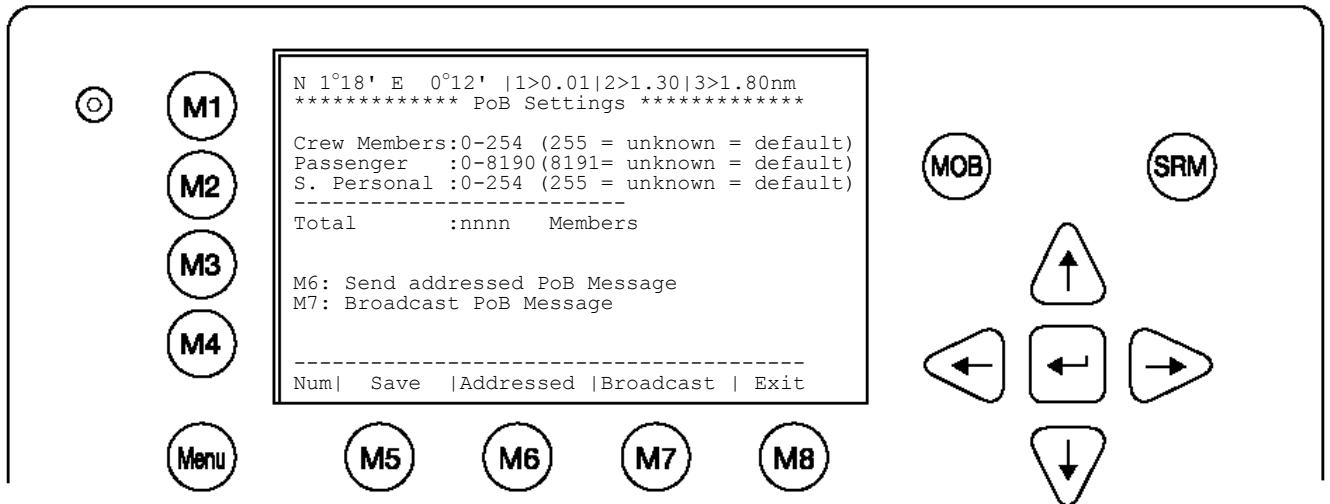 N 1°18' E  0°12' |1>0.01|2>1.30|3>1.80nm
************* PoB Settings *************
Crew Members:0-254 (255 = unknown = default)
Passenger   :0-8190(8191= unknown = default)
S. Personal :0-254 (255 = unknown = default)
--------------------------
Total       :nnnn   Members
M6: Send addressed PoB Message
M7: Broadcast PoB Message
----------------------------------------
Num|  Save  |Addressed |Broadcast | Exit
M1
M2
M3
M4
Menu
M5
M6
M7
M8
MOB
SRM